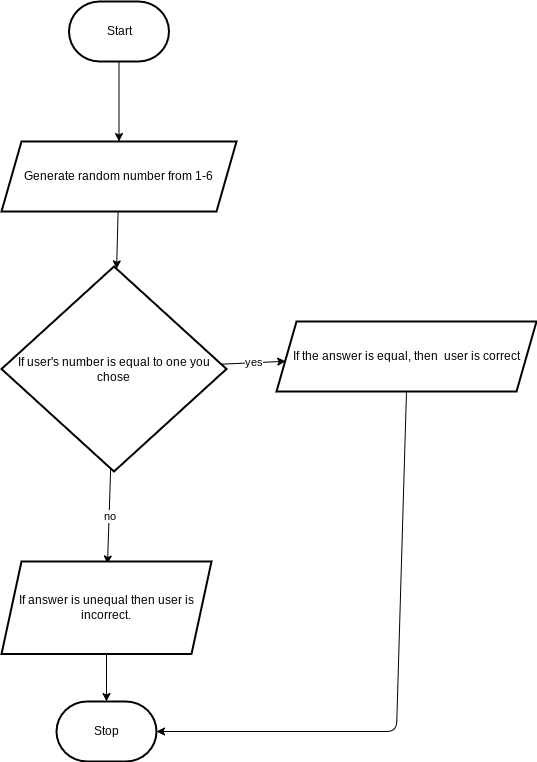 Start
Generate random number from 1-6
If user's number is equal to one you
chose
yes
If the answer is equal, then  user is correct
no
If answer is unequal then user is
incorrect.
Stop